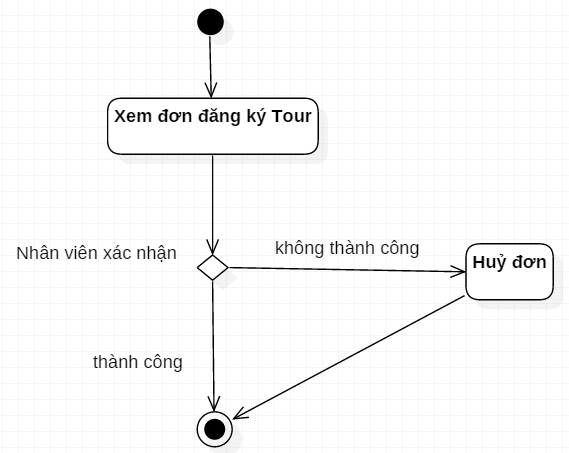 Xem đơn đăng ký Tour
Nhân viên xác nhận
không thành công
Huỷ đơn
thành công